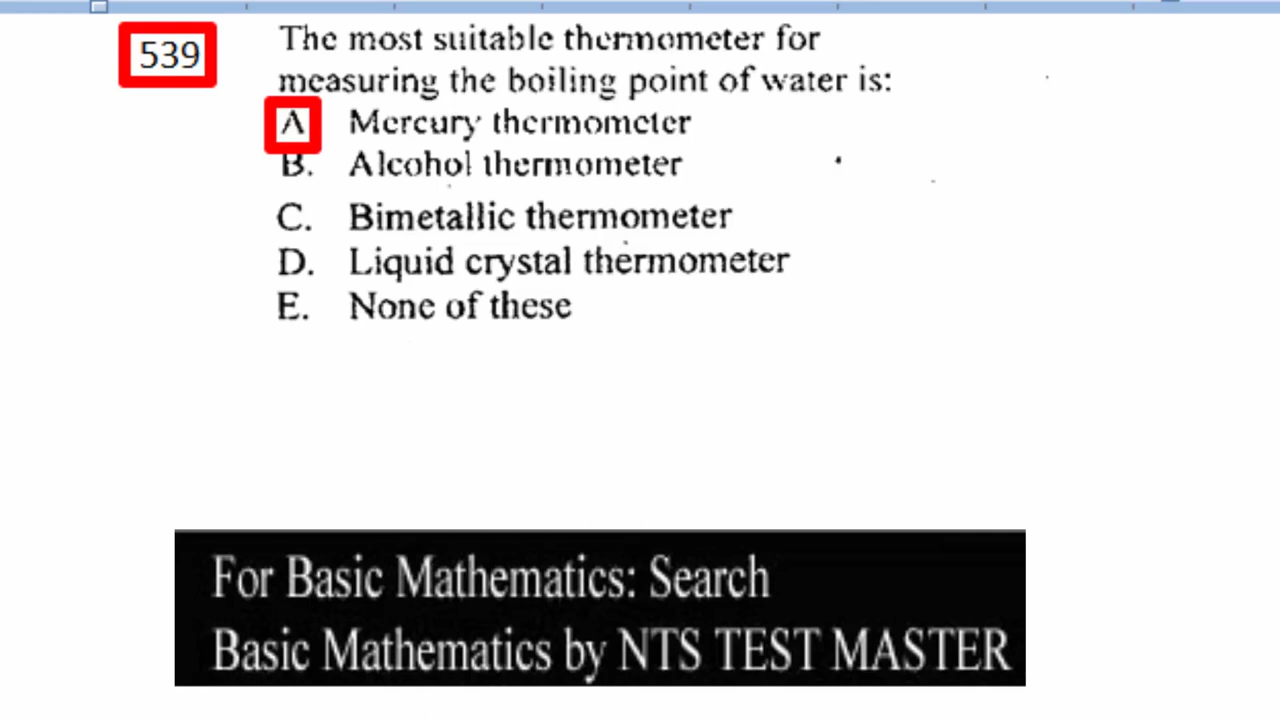 539
The most suitable thermometer for
measuring the boiling point of water is:
A Mercury thermometer
B. Alcohol thermometer
C. Bimetallic thermometer
D. Liquid crystal thermometer
E. None of these
For Basic Mathematics: Search
Basic Mathematics by NTS TEST MASTER